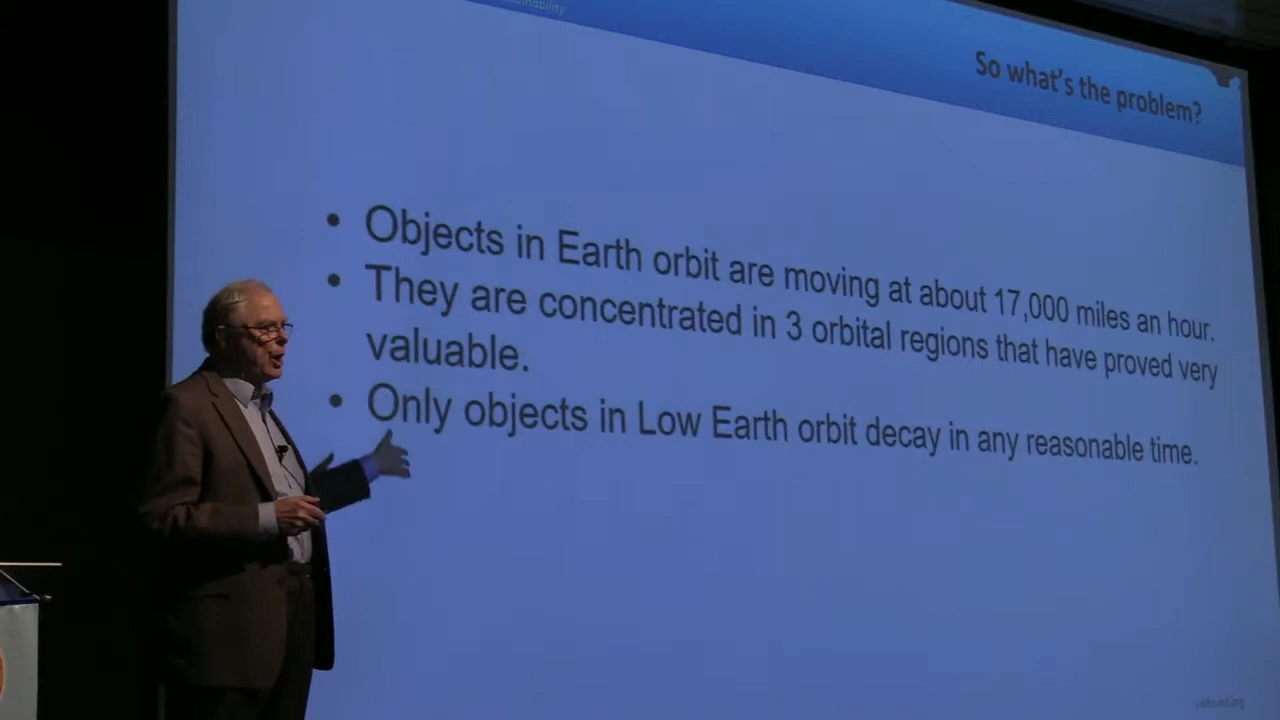 So what's the problem?
• Objects in Earth orbit are moving at about 17,000 miles an hour.
• They are concentrated in 3 orbital regions that have proved very
valuable.
• Only objects in Low Earth orbit decay in any reasonable time.